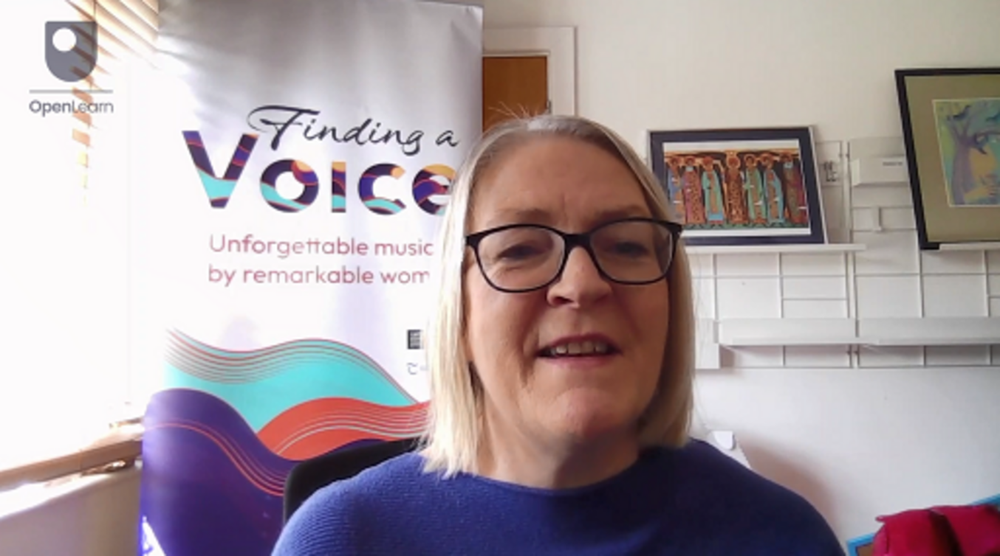 OpenLearn
Finding a
Voice
Unforgettable music
by remarkable wom